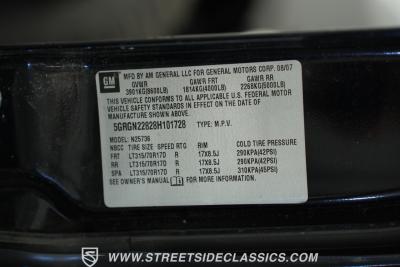 GM
MFD BY AM GENERAL LLC FOR GENERAL MOTORS CORP. 08/07
GVWR GAWR FRT GAWR RR
3901KG(8600LB) 1814KG(4000LB) 2268KG(5000LB)
THIS VEHICLE CONFORMS TO ALL APPLICABLE U.S. FEDERAL MOTOR
VEHICLE SAFETY STANDARDS IN EFFECT ON THE DATE OF
MANUFACTURE SHOWN ABOVE.
5GRGN22828H101728 TYPE: M.P.V.
MODEL: N25736
NBCC TIRE SIZE SPEED RTG RIM COLD TIRE PRESSURE
FRT LT315/70R17D R 17X8.5J 290KPA(42PSI)
RR LT315/70R17D R 17X8.5J 290KPA(42PSI)
SPA LT315/70R17D R 17X8.5J 310KPA(45PSI)
SEE OWNER'S MANUAL FOR MORE INFORMATION.
STREETSIDE CLASSICS.COM